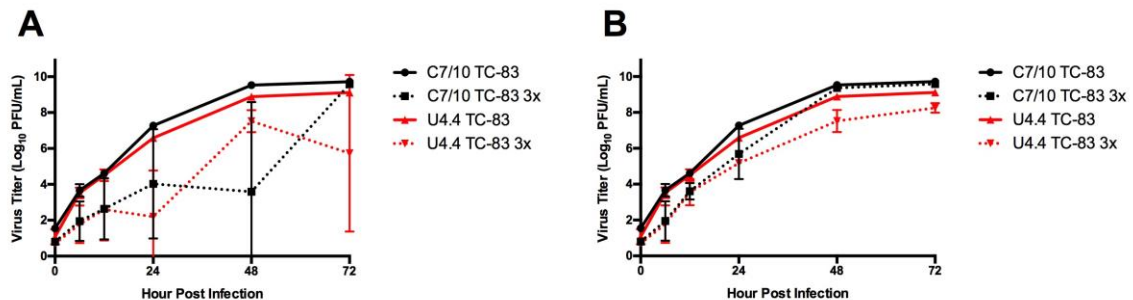 A
Virus Titer (Log10 PFU/mL)
10
8
6
4
2
0
0
24
48
72
Hour Post Infection
C7/10 TC-83
C7/10 TC-83 3x
U4.4 TC-83
U4.4 TC-83 3x
B
Virus Titer (Log10 PFU/mL)
10
8
6
4
2
0
0
24
48
72
Hour Post Infection
C7/10 TC-83
C7/10 TC-83 3x
U4.4 TC-83
U4.4 TC-83 3x